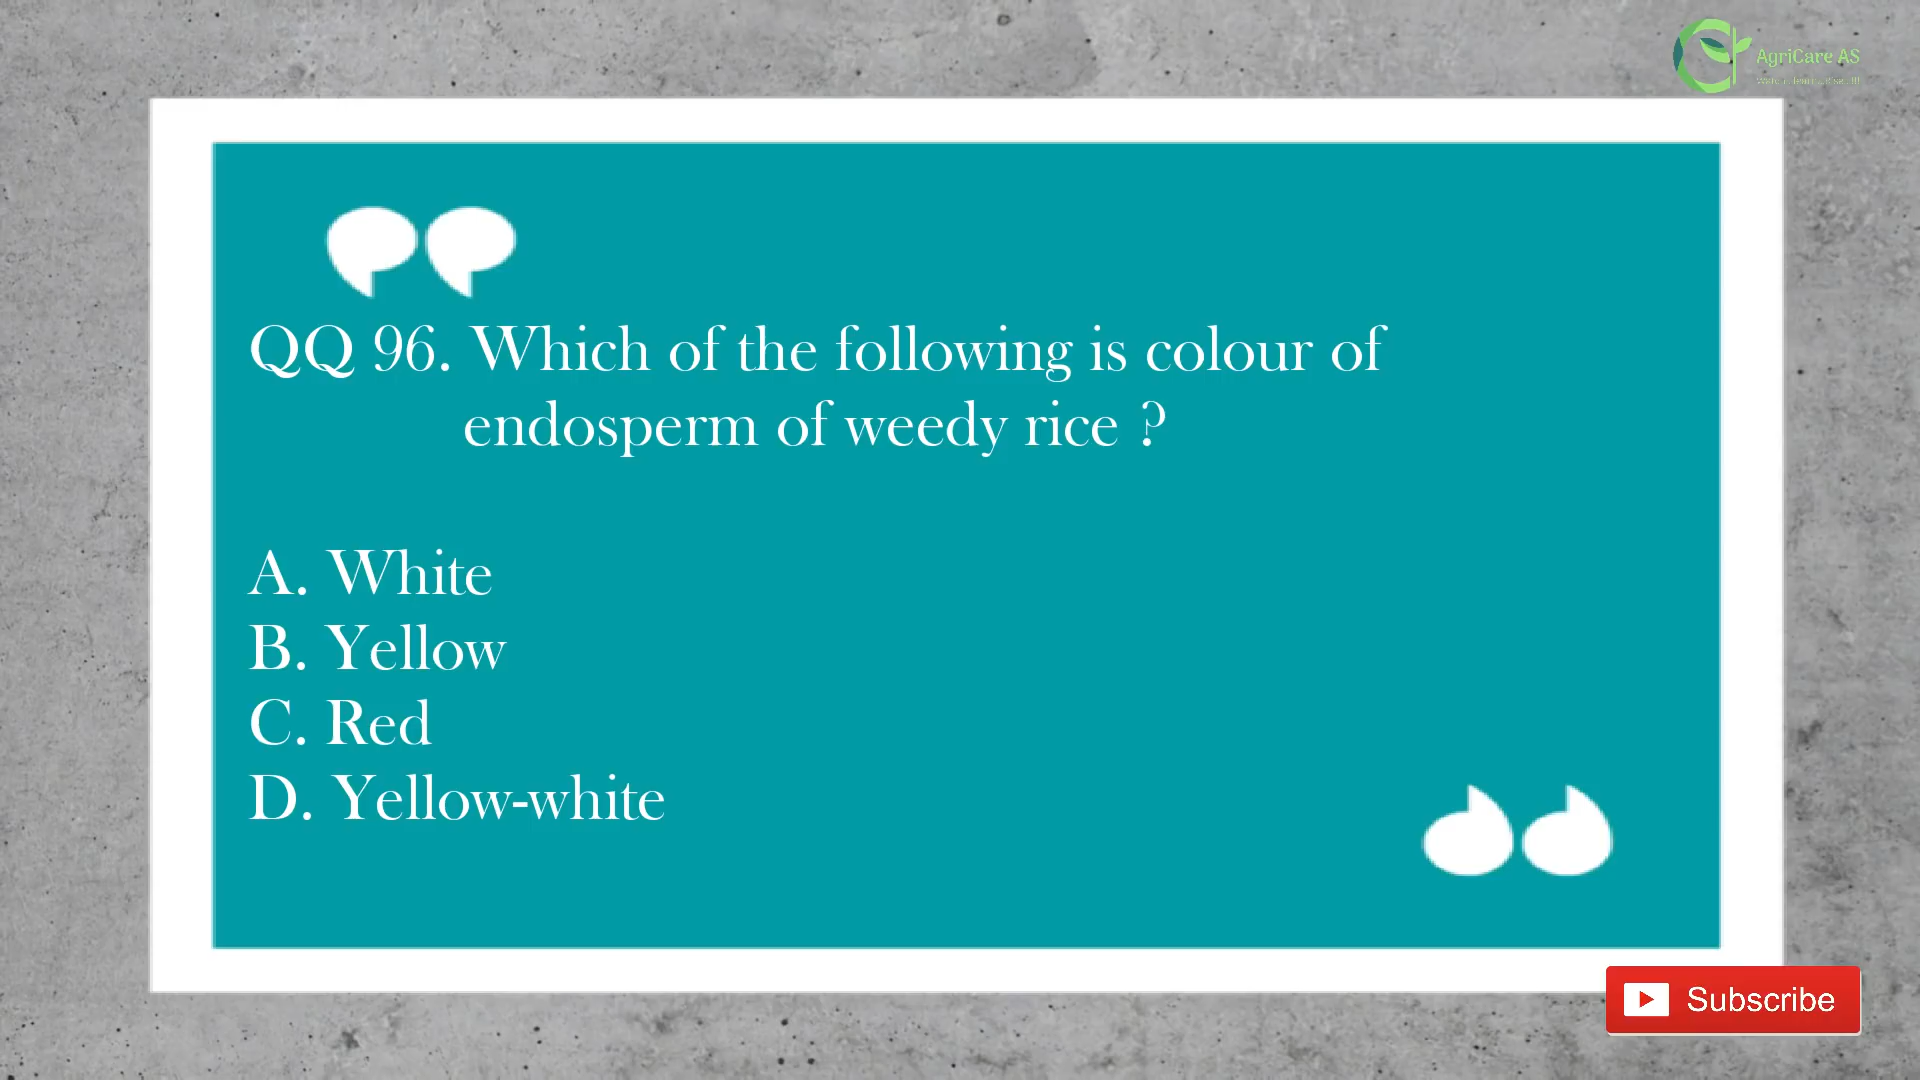 AgriCare AS
QQ 96. Which of the following is colour of
endosperm of weedy rice ?
A. White
B. Yellow
C. Red
D. Yellow-white
Subscribe